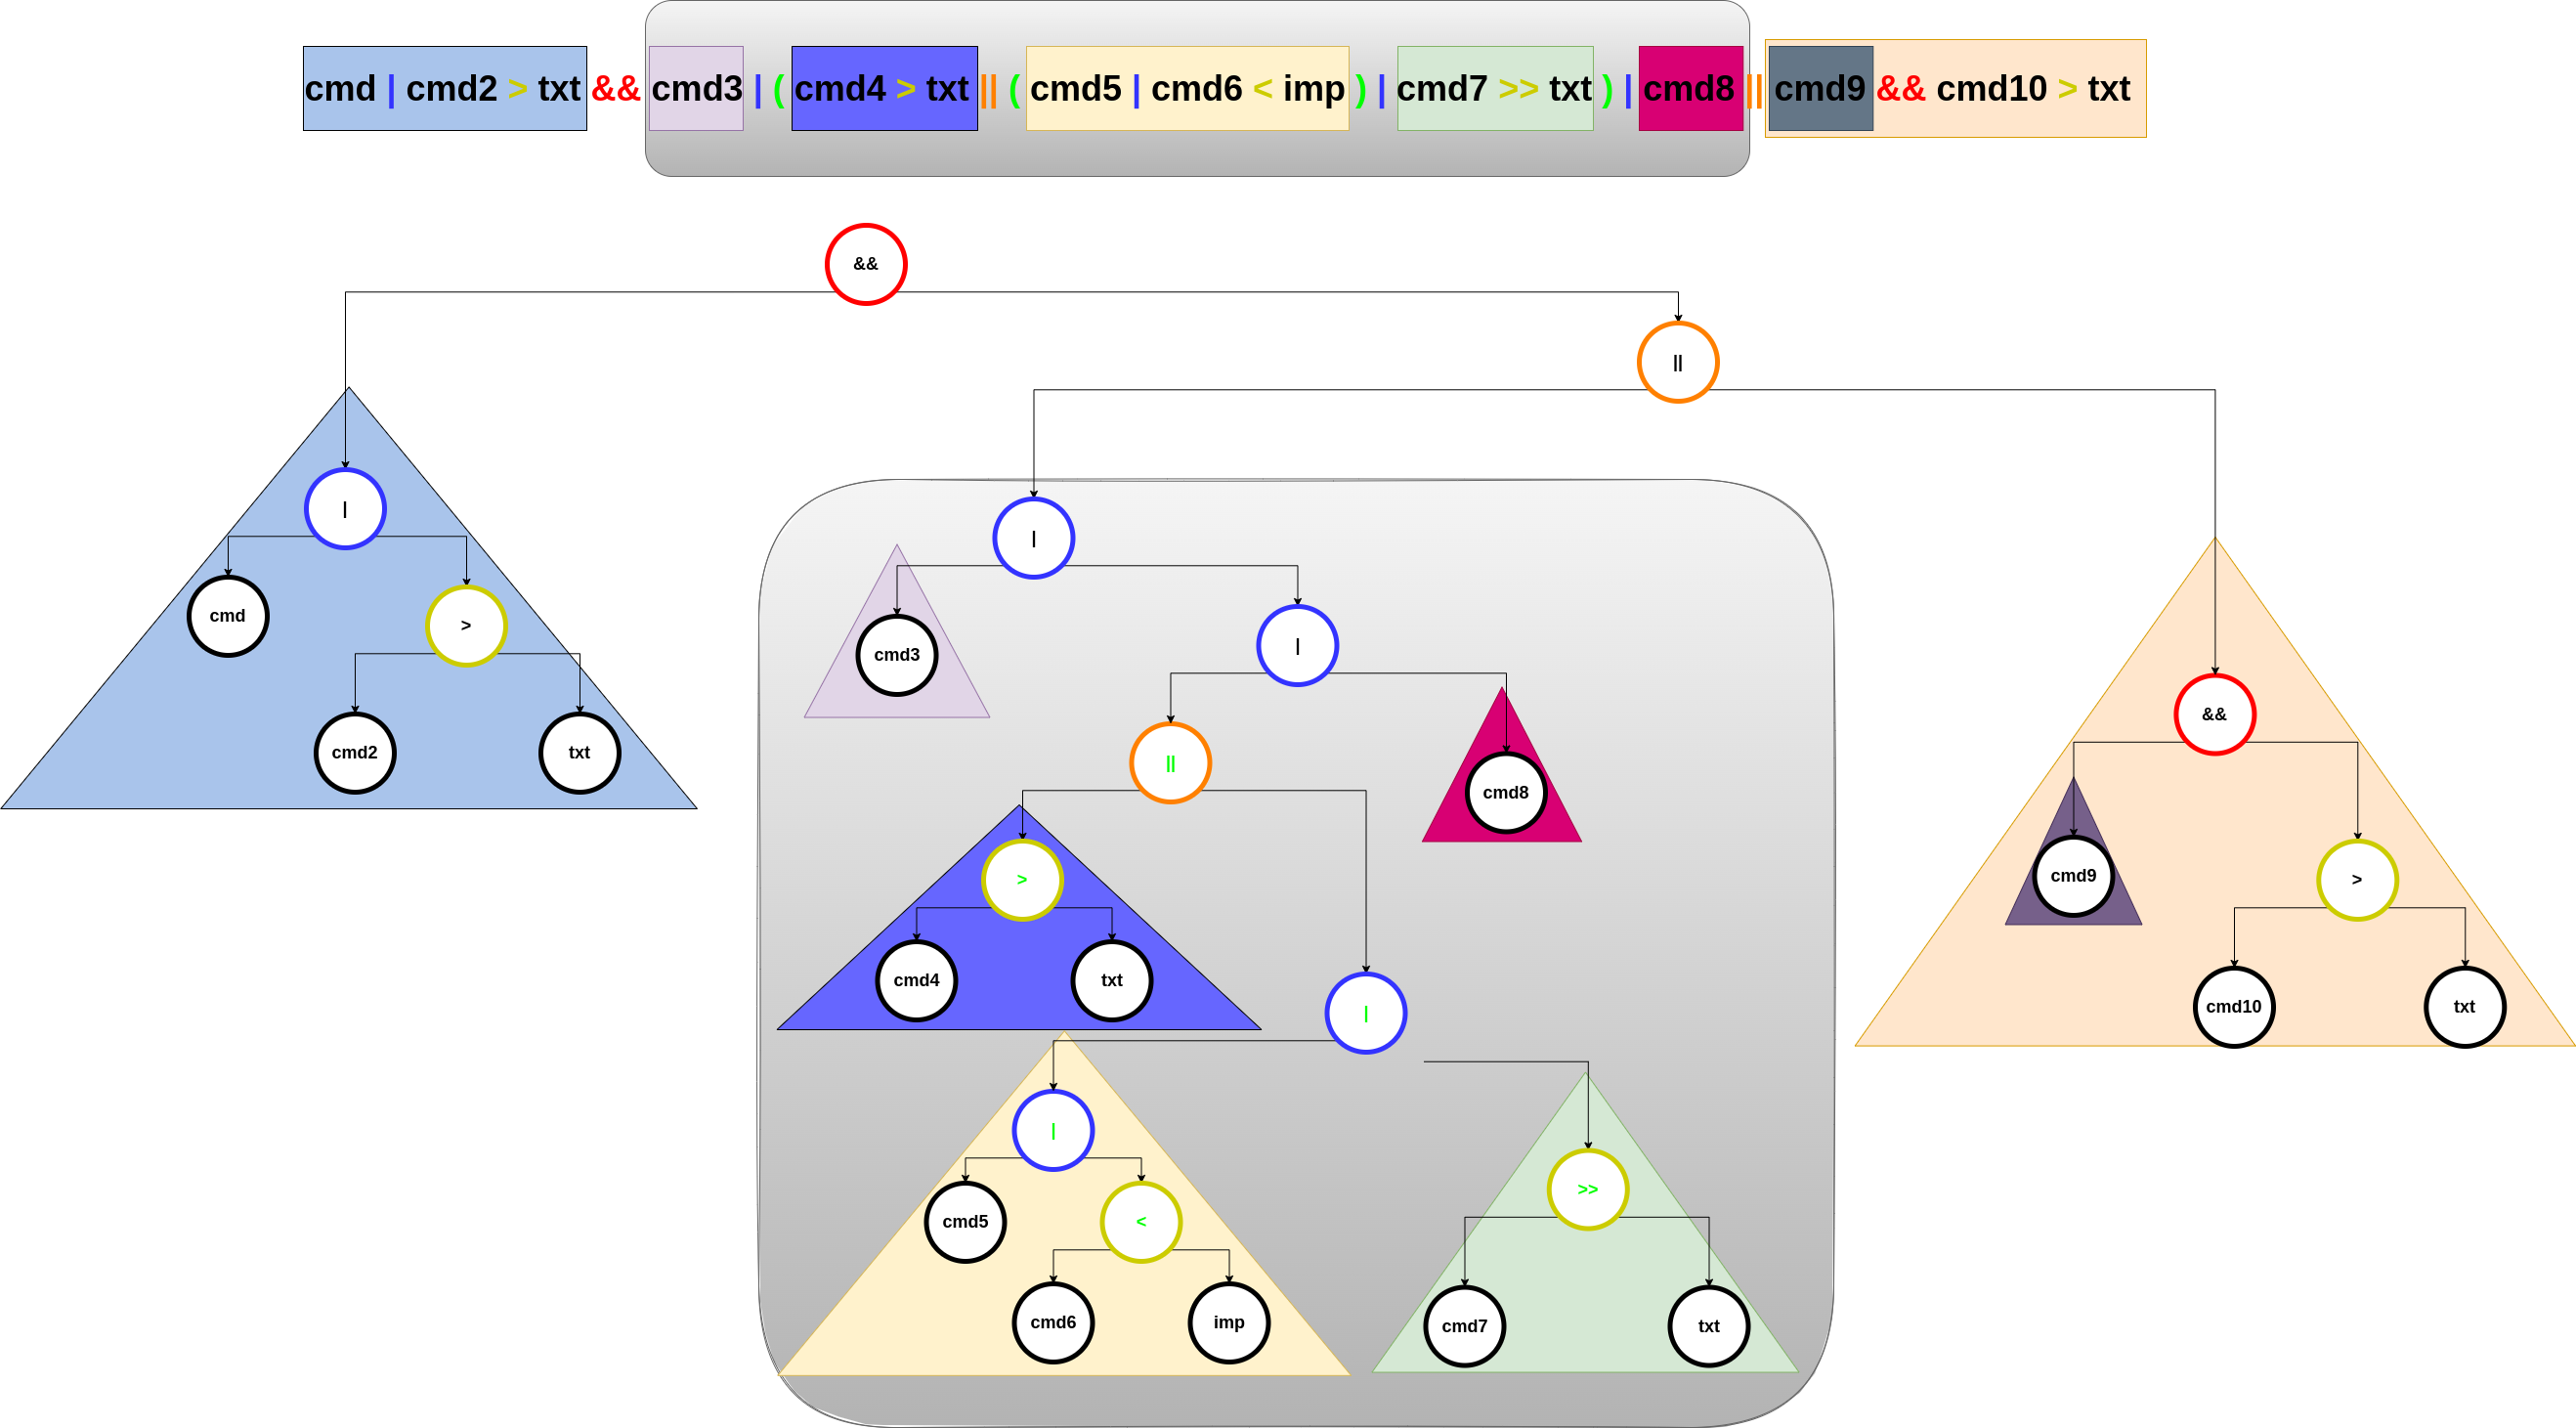 cmd | cmd2 > txt && cmd3 | ( cmd4 > txt || ( cmd5 | cmd6 < imp ) | cmd7 >> txt ) | cmd8 || cmd9 && cmd10 > txt
&&
||
|
|
cmd
>
cmd3
|
cmd2
txt
||
cmd8
&&
>
cmd9
>
cmd4
txt
|
cmd10
txt
|
>>
cmd5
<
cmd6
imp
cmd7
txt